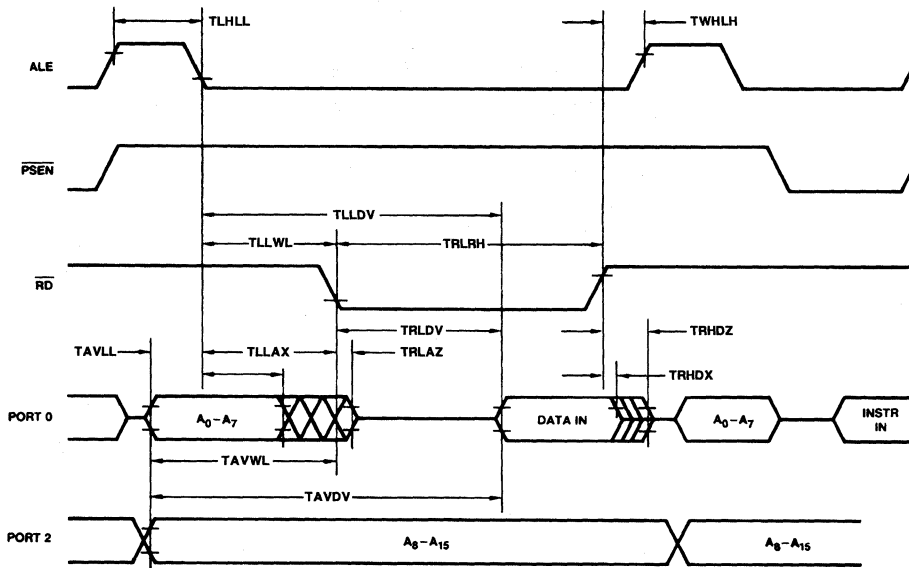 TLHLL
TWHLH
ALE
PSEN
TLLDV
TLLWL
TRLRH
RD
TRLDV
TRHDZ
TAVLL
TLLAX
TRLAZ
TRHDX
PORT 0
A₀–A₇
DATA IN
A₀–A₇
INSTR
IN
TAVWL
TAVDV
PORT 2
A₈–A₁₅
A₈–A₁₅